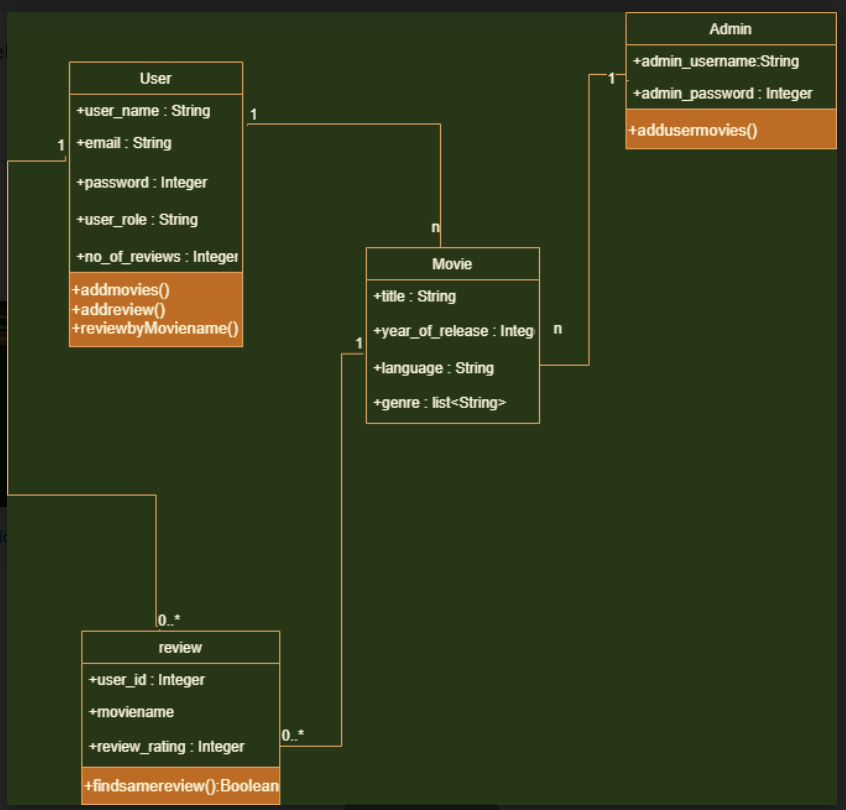 User
+user_name : String
+email : String
+password : Integer
+user_role : String
+no_of_reviews : Integer
+addmovies()
+addreview()
+reviewbyMoviename()
1
1
n
Movie
+title : String
+year_of_release : Integ
+language : String
+genre : list<String>
n
1
Admin
+admin_username:String
+admin_password : Integer
+addusermovies()
1
0..*
review
+user_id : Integer
+moviename
+review_rating : Integer
+findsamereview():Boolean
0..*